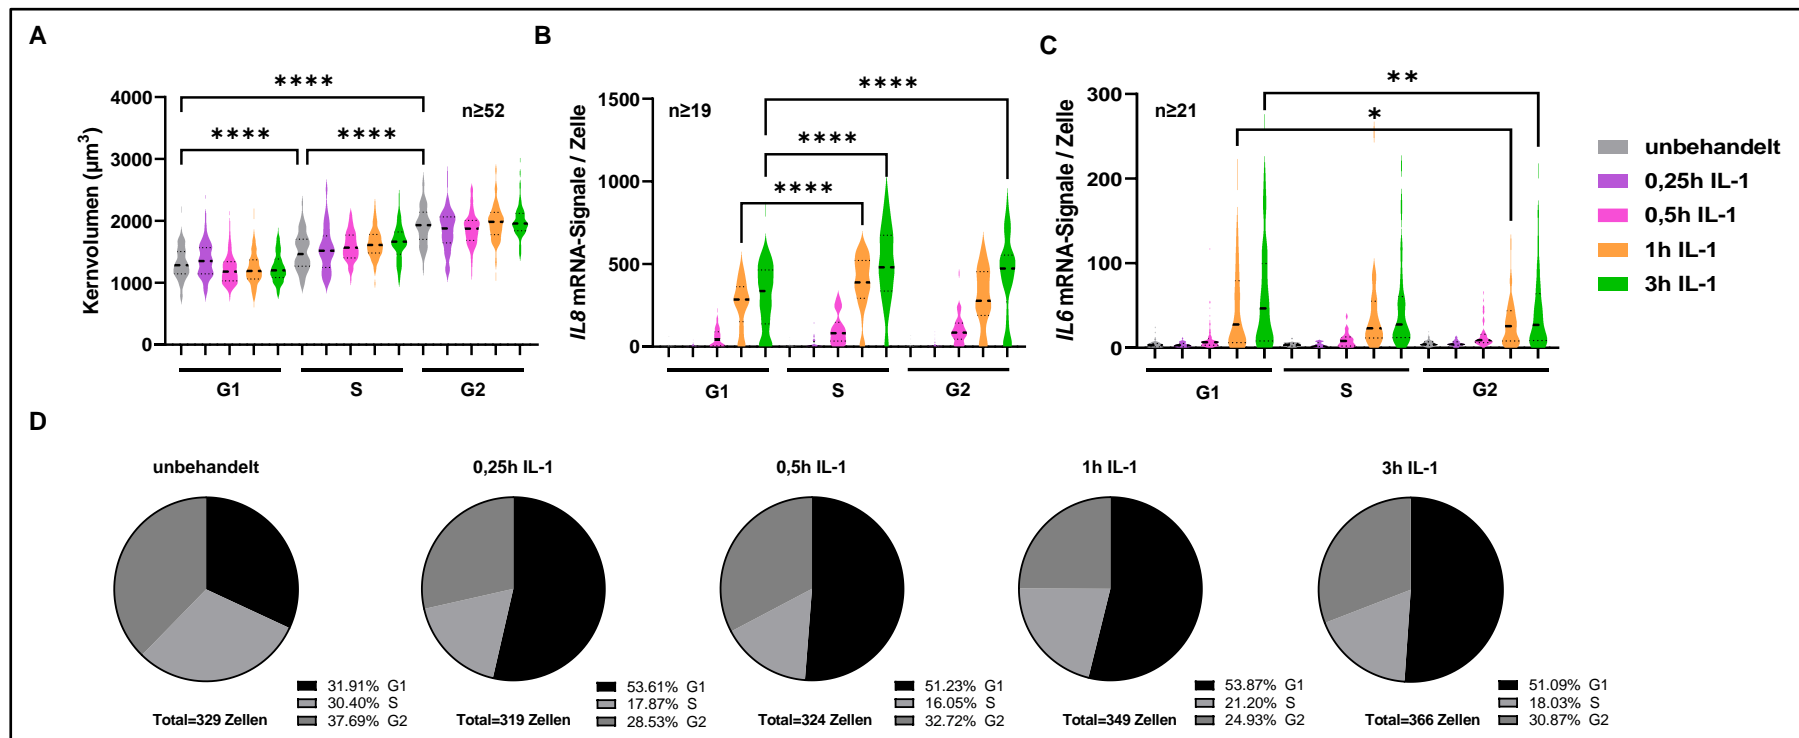 A
B
C
****
****
****
n≥52
4000
3000
2000
1000
0
Kernvolumen (µm³)
G1
S
G2
****
****
****
n≥19
1500
1000
500
0
IL8 mRNA-Signale / Zelle
G1
S
G2
**
*
n≥21
300
200
100
0
IL6 mRNA-Signale / Zelle
G1
S
G2
unbehandelt
0,25h IL-1
0,5h IL-1
1h IL-1
3h IL-1
D
unbehandelt
31.91% G1
30.40% S
37.69% G2
Total=329 Zellen
0,25h IL-1
53.61% G1
17.87% S
28.53% G2
Total=319 Zellen
0,5h IL-1
51.23% G1
16.05% S
32.72% G2
Total=324 Zellen
1h IL-1
53.87% G1
21.20% S
24.93% G2
Total=349 Zellen
3h IL-1
51.09% G1
18.03% S
30.87% G2
Total=366 Zellen